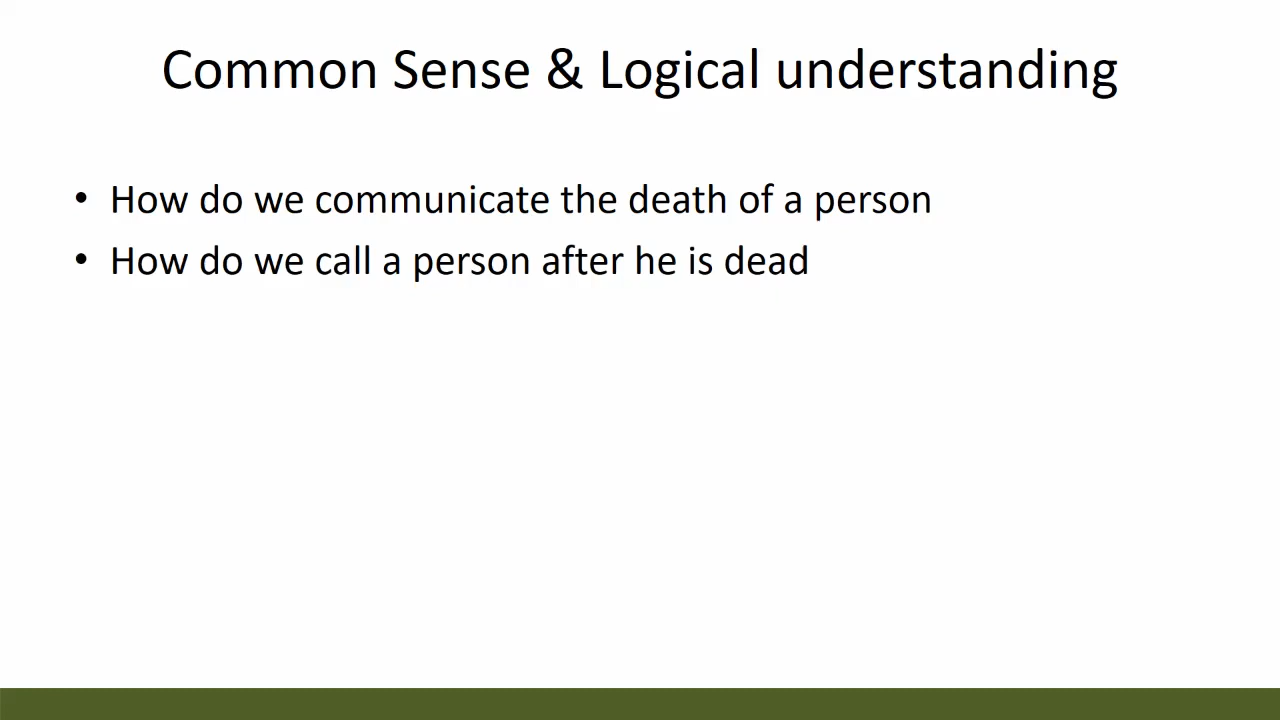 Common Sense & Logical understanding
• How do we communicate the death of a person
• How do we call a person after he is dead